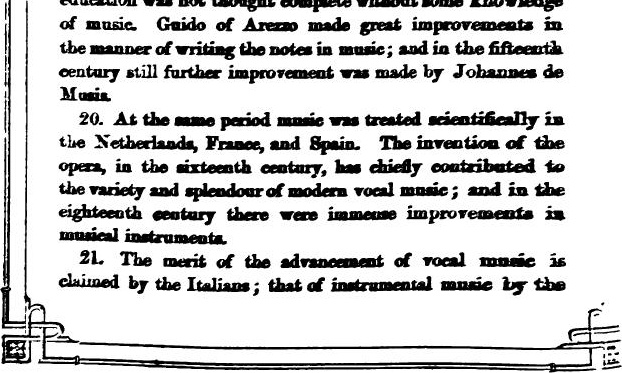 education was not thought complete without some knowledge
of music. Guido of Arezzo made great improvements in
the manner of writing the notes in music; and in the fifteenth
century still further improvement was made by Johannes de
Musia.
20. At the same period music was treated scientifically in
the Netherlands, France, and Spain. The invention of the
opera, in the sixteenth century, has chiefly contributed to
the variety and splendour of modern vocal music; and in the
eighteenth century there were immense improvements in
musical instruments.
21. The merit of the advancement of vocal music is
claimed by the Italians; that of instrumental music by the